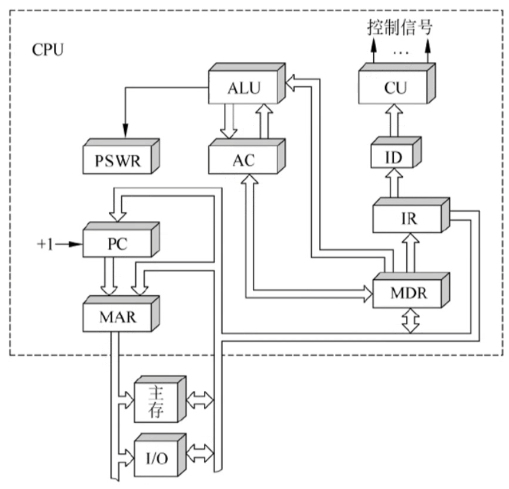 控制信号
CPU
...
ALU
CU
PSWR
AC
ID
IR
+1
PC
MDR
MAR
主存
I/O